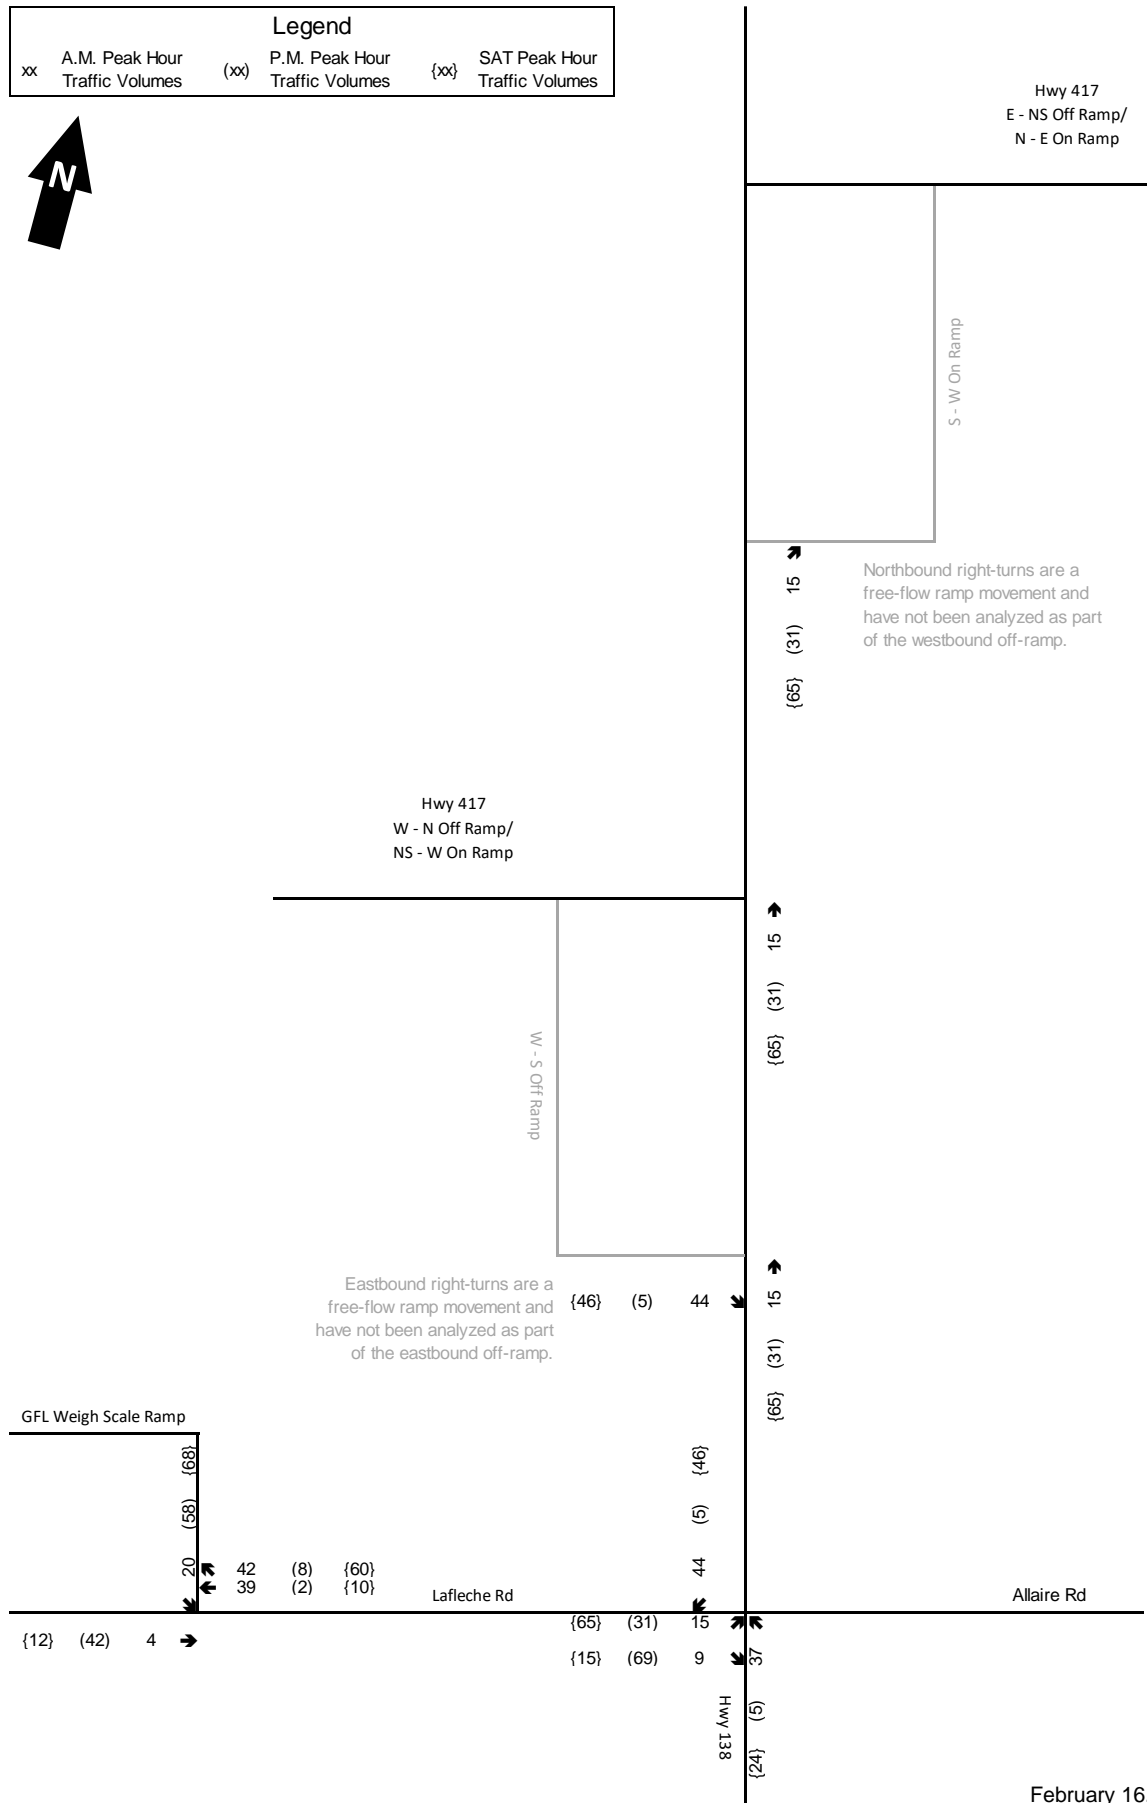 Legend
xx A.M. Peak Hour Traffic Volumes (xx) P.M. Peak Hour Traffic Volumes {xx} SAT Peak Hour Traffic Volumes
N
Hwy 417
E - NS Off Ramp/
N - E On Ramp
S - W On Ramp
15
(31)
{65}
Northbound right-turns are a
free-flow ramp movement and
have not been analyzed as part
of the westbound off-ramp.
Hwy 417
W - N Off Ramp/
NS - W On Ramp
15
(31)
{65}
W - S Off Ramp
Eastbound right-turns are a
free-flow ramp movement and
have not been analyzed as part
of the eastbound off-ramp.
{46} (5) 44
15
(31)
{65}
GFL Weigh Scale Ramp
{68}
(58)
20
{46}
(5)
44
42 (8) {60}
39 (2) {10}
Lafleche Rd
Allaire Rd
{12} (42) 4
{65} (31) 15
{15} (69) 9
37
(5)
{24}
Hwy 138
February 16